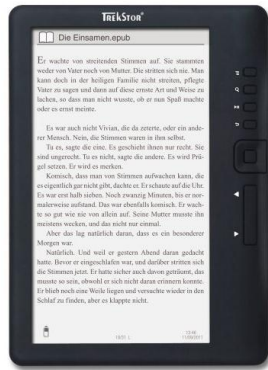 TREKSTOR
Die Einsamen.epub
Er wachte von streitenden Stimmen auf. Sie stammten
weder von Vater noch von Mutter. Die stritten sich nie. Man
kann doch in der heiligen Familie nicht streiten, pflegte
Vater zu sagen und dann auf diese ernste Art und Weise zu
lachen, so dass man nicht wusste, ob er nun Spaß machte
oder es ernst meinte.
Es war auch nicht Vivian, die da zeterte, oder ein ande-
rer Mensch. Nein, die Stimmen waren in ihm selbst.
Tu es, sagte die eine. Es geschieht ihnen nur recht. Sie
sind ungerecht. Tu es nicht, sagte die andere. Es wird Prü-
gel setzen. Er wird es merken.
Komisch, dass man von Stimmen aufwachen kann, die
es eigentlich gar nicht gibt, dachte er. Er schaute auf die Uhr.
Es war erst halb sieben. Noch zwanzig Minuten, bis er nor-
malerweise aufstand. Das war ebenfalls komisch. Er wach-
te so gut wie nie von allein auf. Seine Mutter musste ihn
meistens wecken, und das nicht nur einmal.
Aber das lag natürlich daran, dass es ein besonderer
Morgen war.
Natürlich. Und weil er gestern Abend daran gedacht
hatte. Bevor er eingeschlafen war, und darüber stritten sich
die Stimmen jetzt. Er hatte sicher auch davon geträumt, das
musste so sein, obwohl er sich nicht daran erinnern konnte.
Er blieb noch eine Weile liegen und versuchte wieder in den
Schlaf zu finden, aber es klappte nicht.